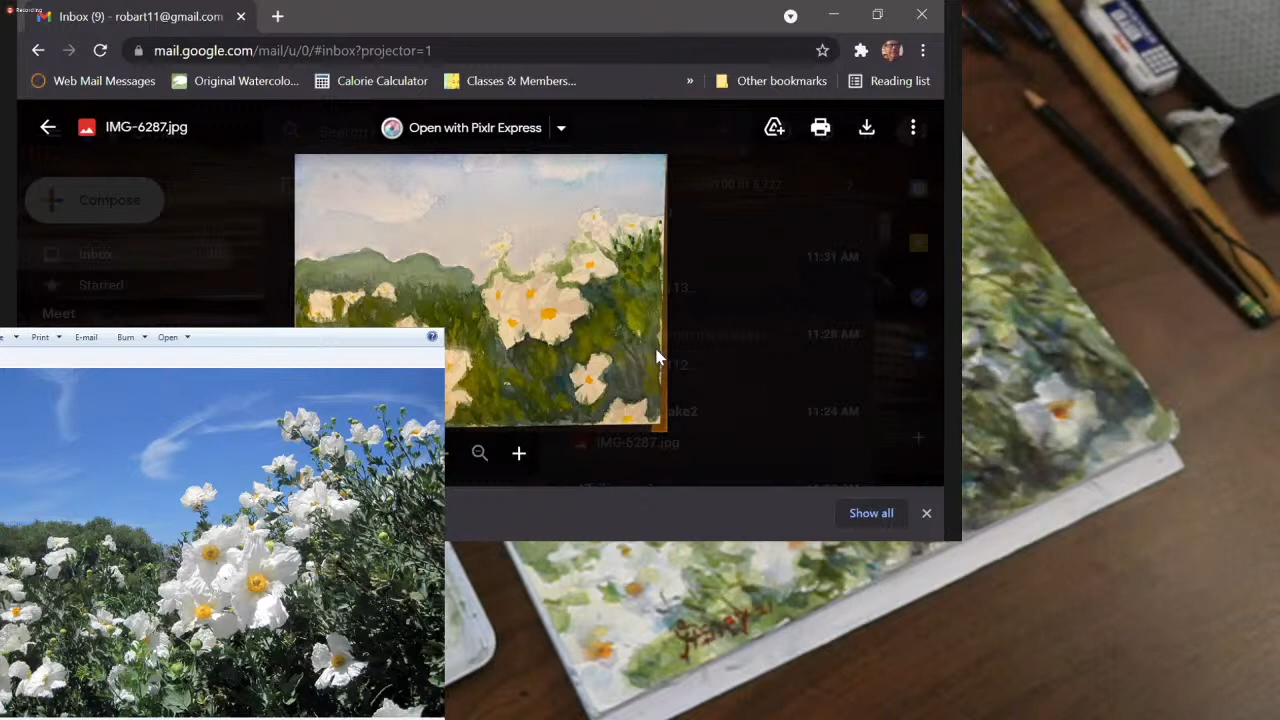 Recording
Inbox (9) - robart11@gmail.com
mail.google.com/mail/u/0/#inbox?projector=1
Web Mail Messages
Original Watercolo...
Calorie Calculator
Classes & Members...
»
Other bookmarks
Reading list
IMG-6287.jpg
Open with Pixlr Express
Compose
Inbox
11:31 AM
Starred
Meet
11:28 AM
11:24 AM
IMG-6287.jpg
Print
E-mail
Burn
Open
Show all